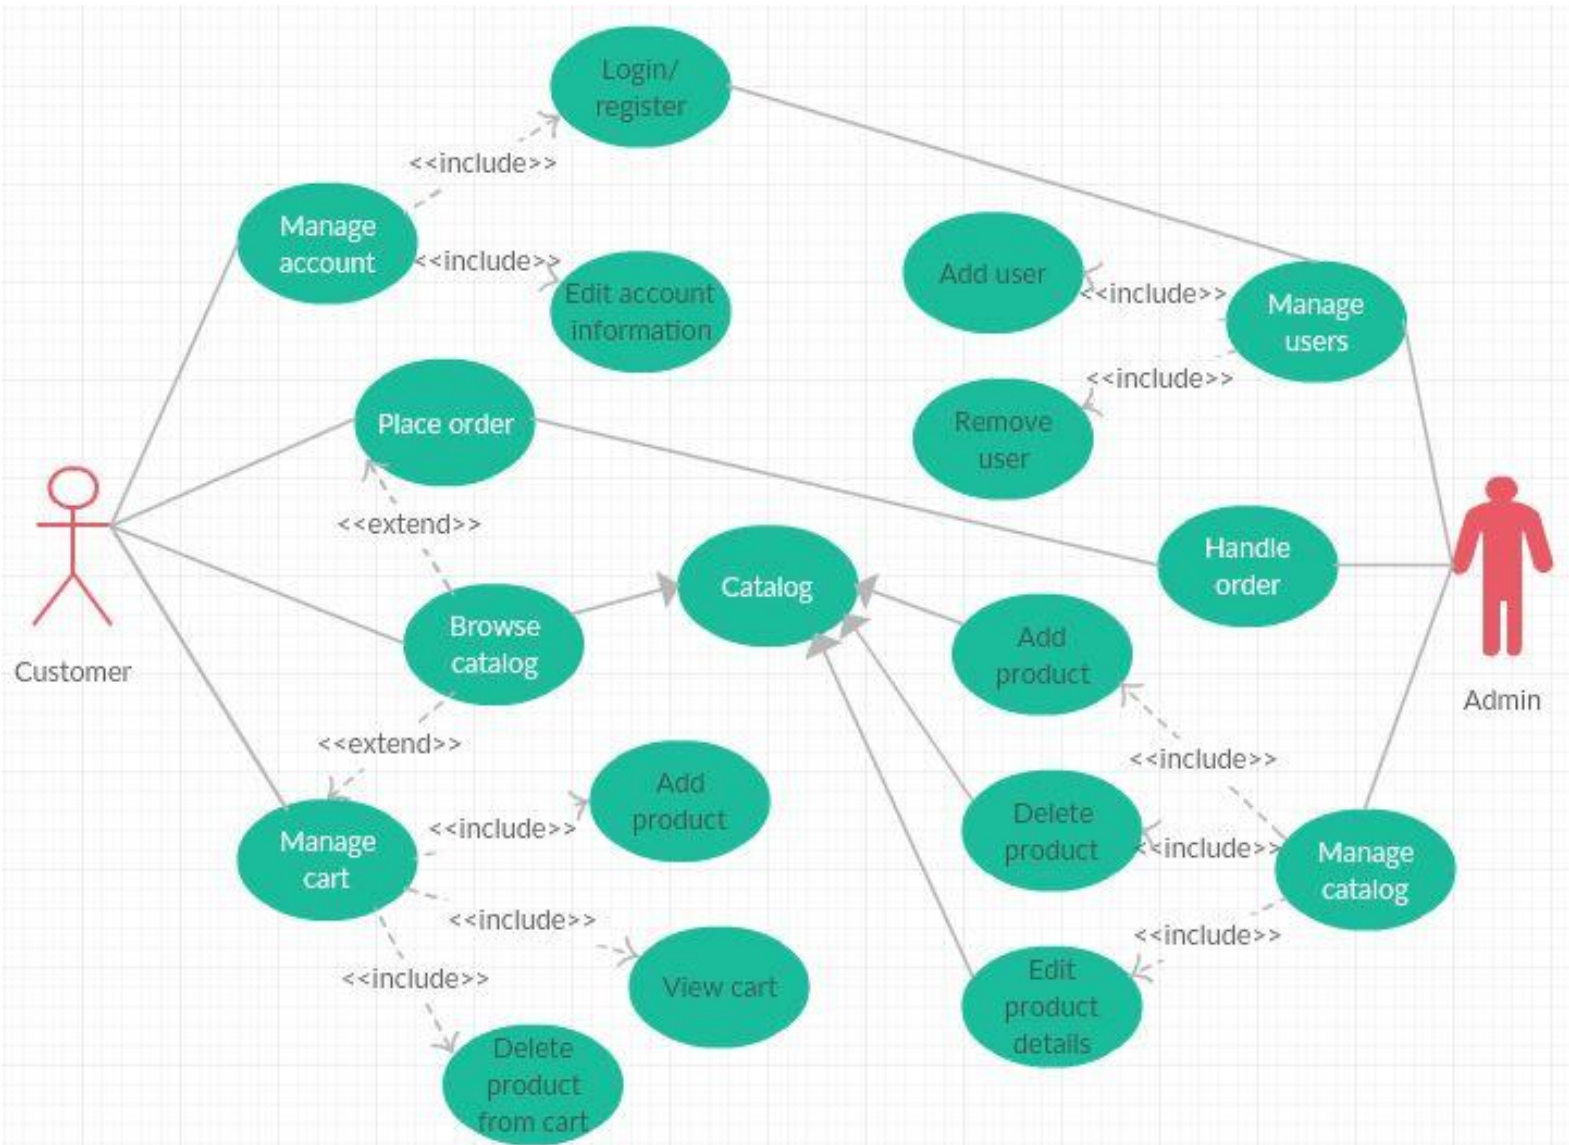 Login/
register
<<include>>
Manage
account
<<include>>
Edit account
information
Add user
<<include>>
Manage
users
<<include>>
Remove
user
Place order
<<extend>>
Customer
Browse
catalog
Catalog
Handle
order
Admin
Add
product
<<include>>
Delete
product
<<include>>
Manage
catalog
<<include>>
Edit
product
details
<<extend>>
Manage
cart
<<include>>
Add
product
<<include>>
View cart
<<include>>
Delete
product
from cart